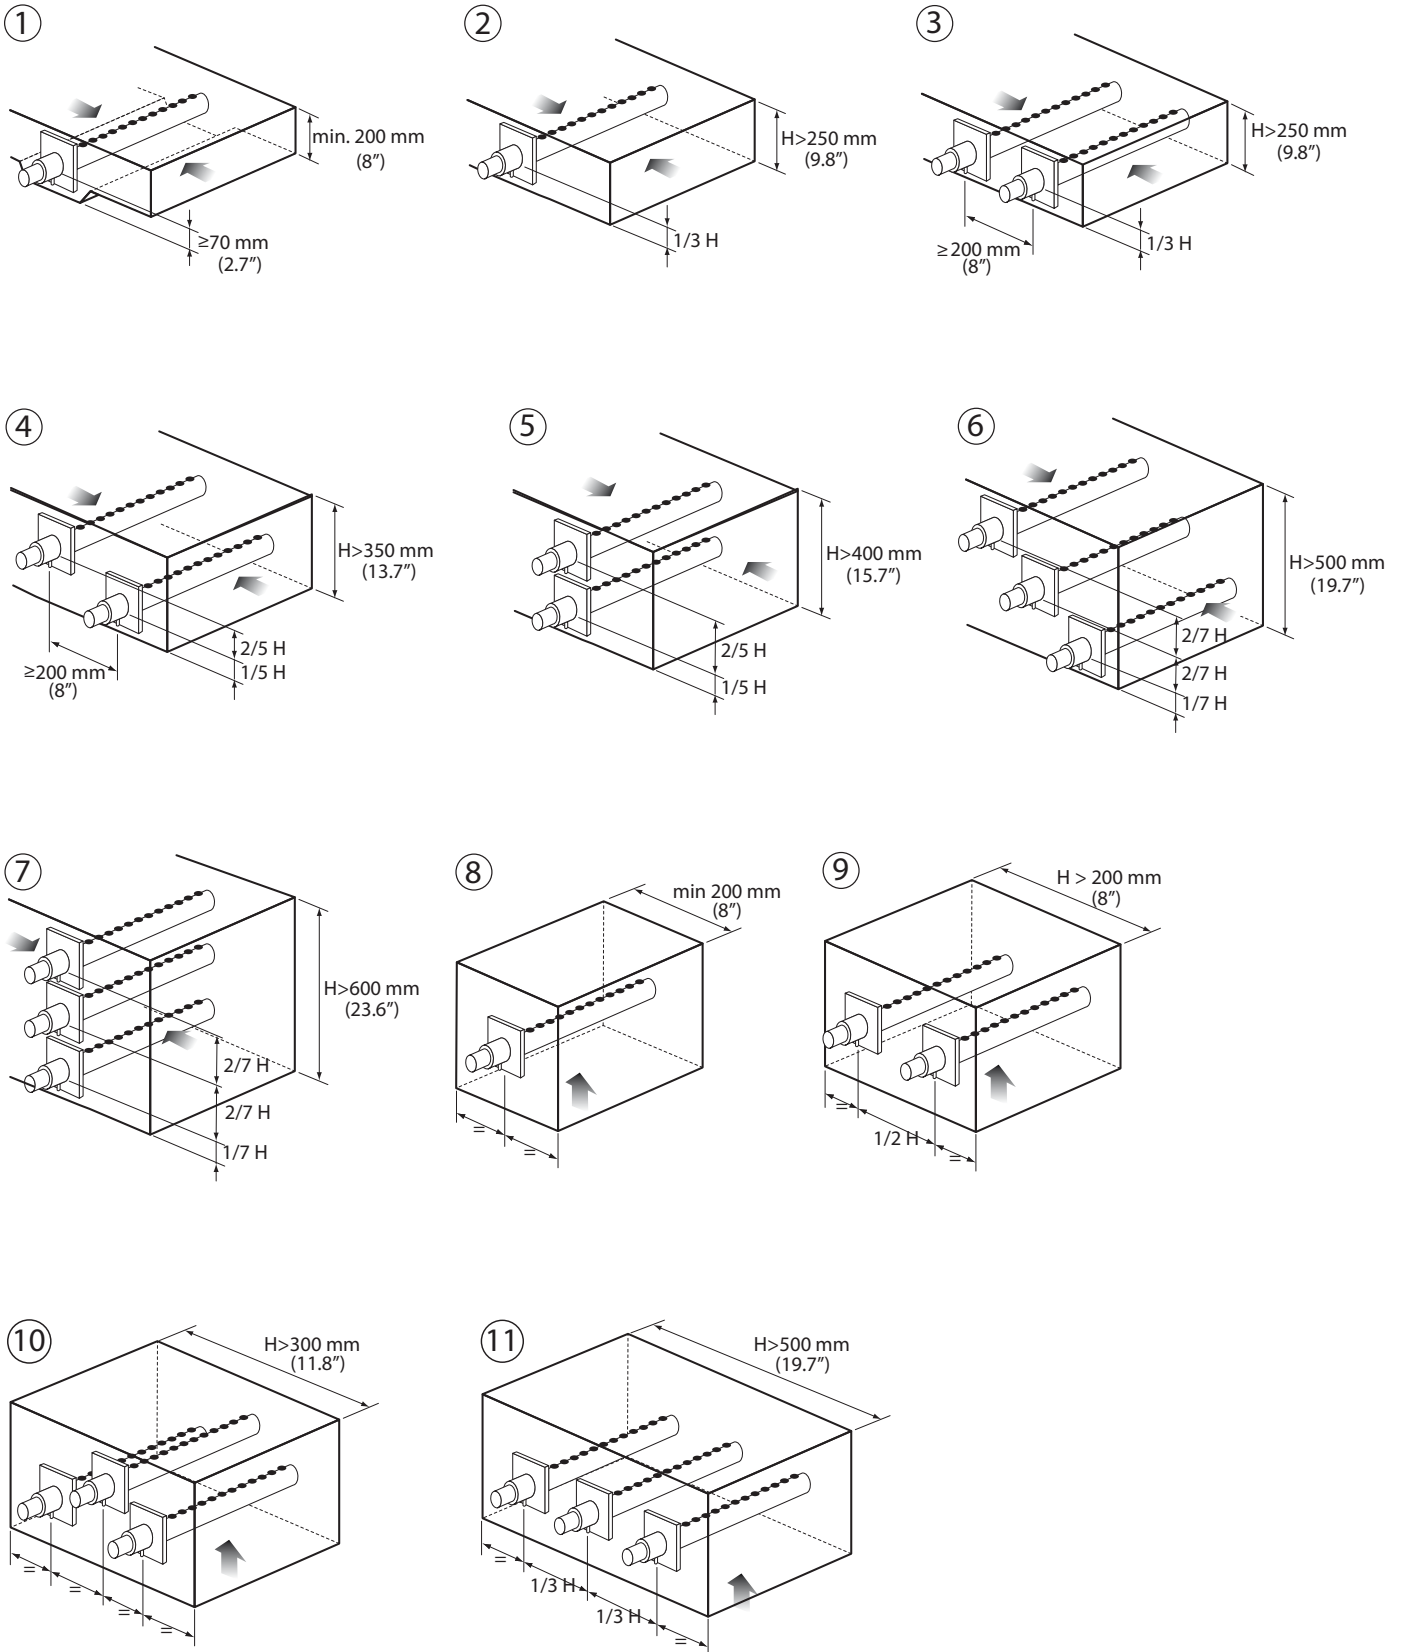 1
min. 200 mm
(8”)
≥70 mm
(2.7”)
2
H>250 mm
(9.8”)
1/3 H
3
H>250 mm
(9.8”)
≥200 mm
(8”)
1/3 H
4
H>350 mm
(13.7”)
2/5 H
1/5 H
≥200 mm
(8”)
5
H>400 mm
(15.7”)
2/5 H
1/5 H
6
H>500 mm
(19.7”)
2/7 H
2/7 H
1/7 H
7
H>600 mm
(23.6”)
2/7 H
2/7 H
1/7 H
8
min 200 mm
(8”)
=
=
9
H > 200 mm
(8”)
=
1/2 H
=
10
H>300 mm
(11.8”)
=
=
=
=
11
H>500 mm
(19.7”)
=
1/3 H
1/3 H
=